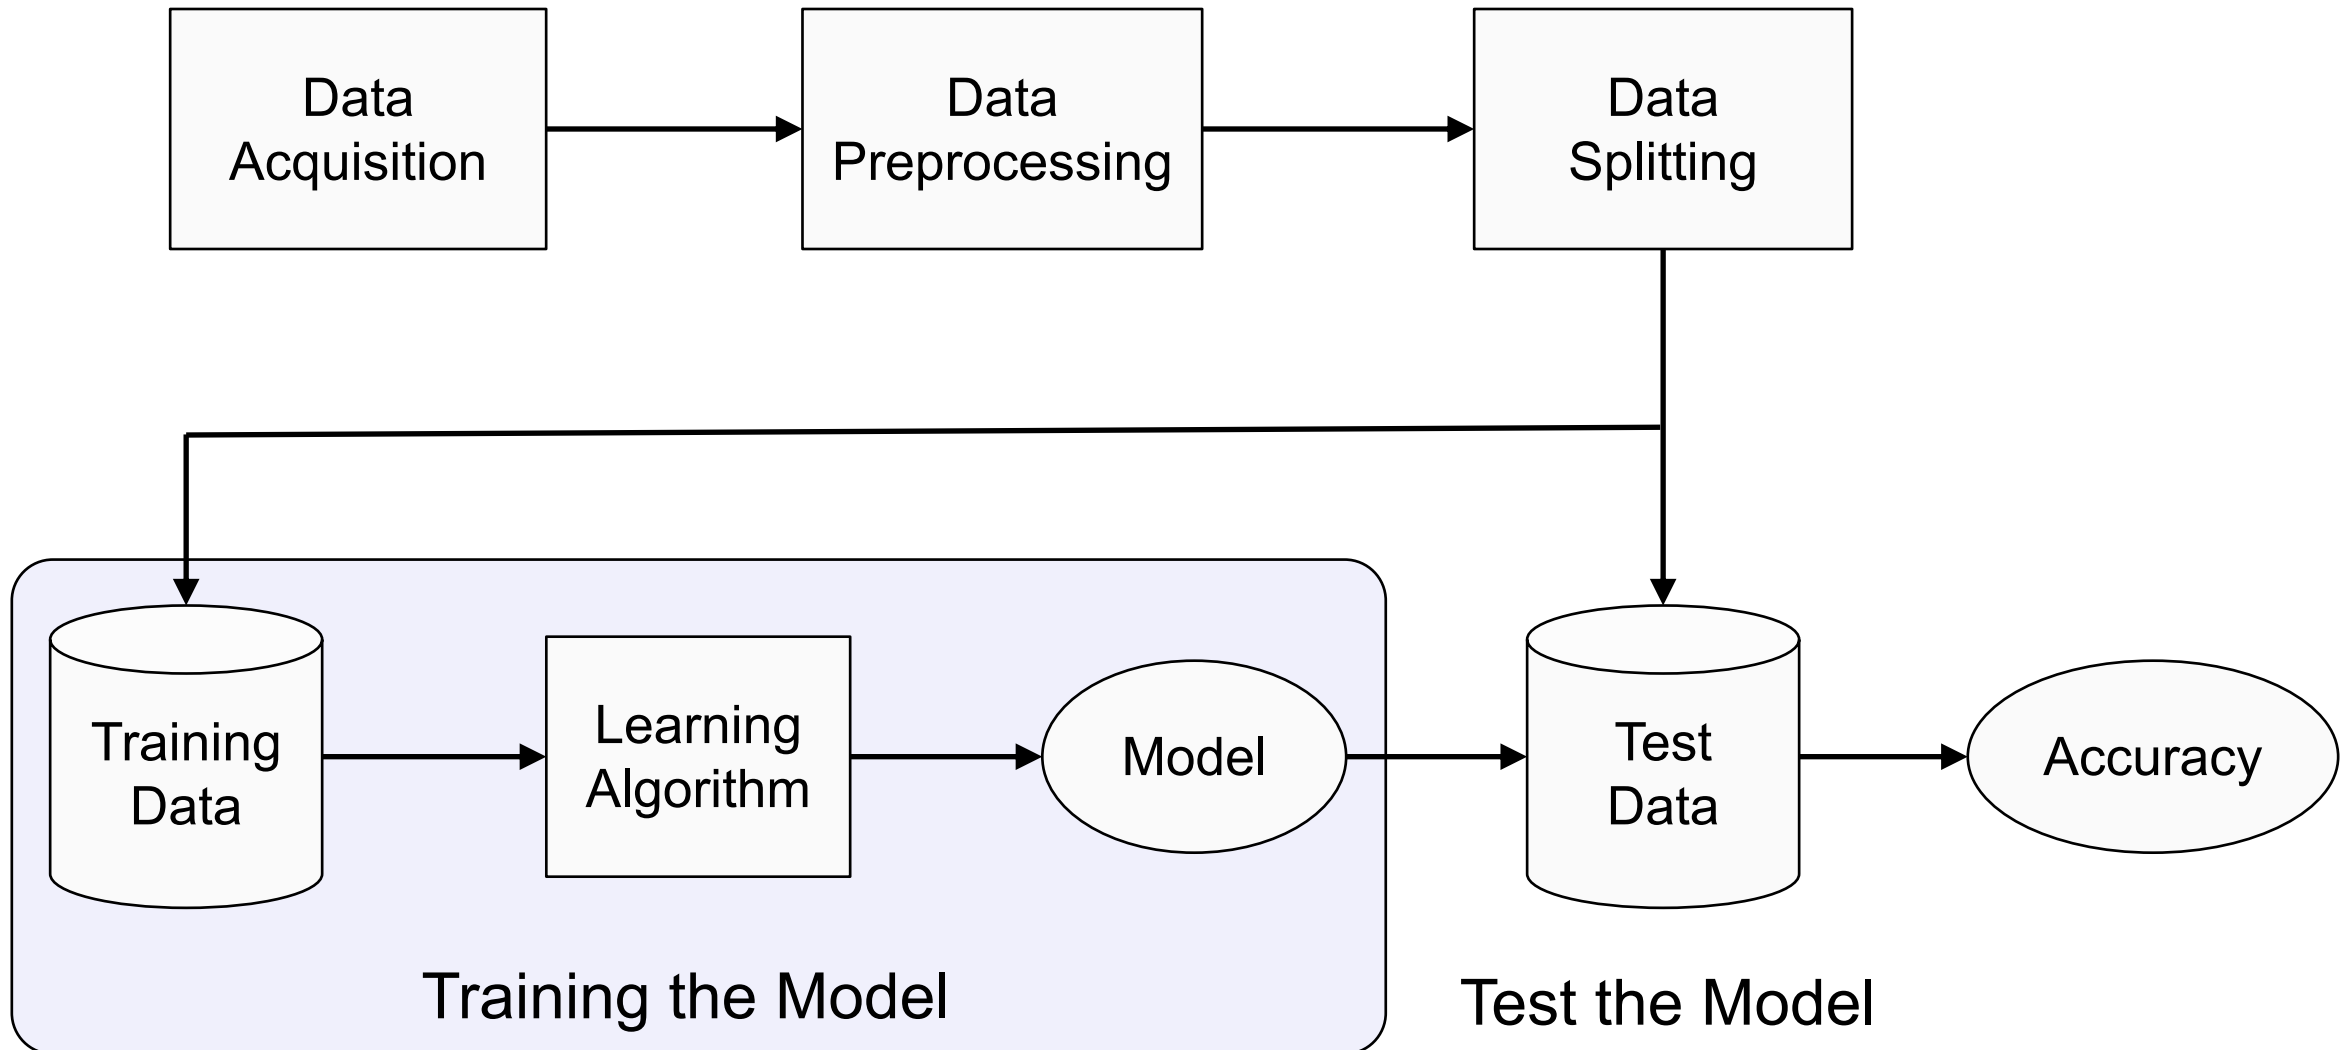 Data
Acquisition
Data
Preprocessing
Data
Splitting
Training
Data
Learning
Algorithm
Model
Test
Data
Accuracy
Training the Model
Test the Model